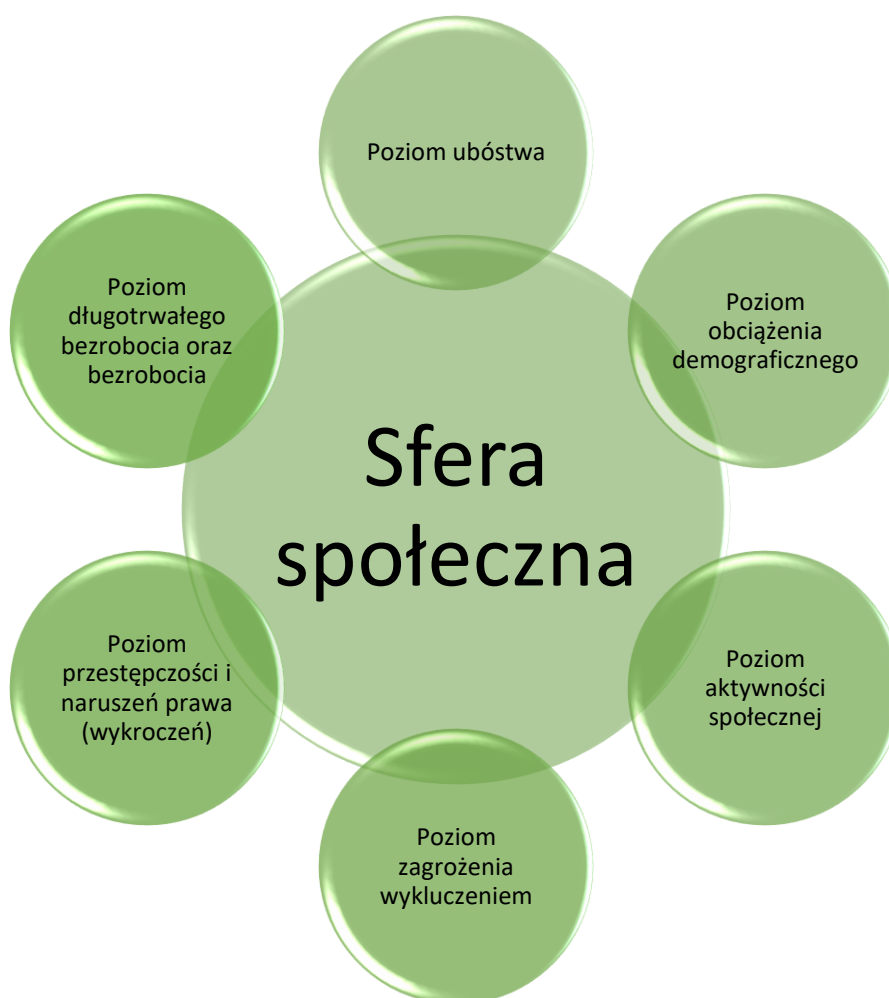 Poziom ubóstwa
Poziom
obciążenia
demograficznego
Poziom
aktywności
społecznej
Poziom
zagrożenia
wykluczeniem
Poziom
przestępczości i
naruszeń prawa
(wykroczeń)
Poziom
długotrwałego
bezrobocia oraz
bezrobocia
Sfera
społeczna